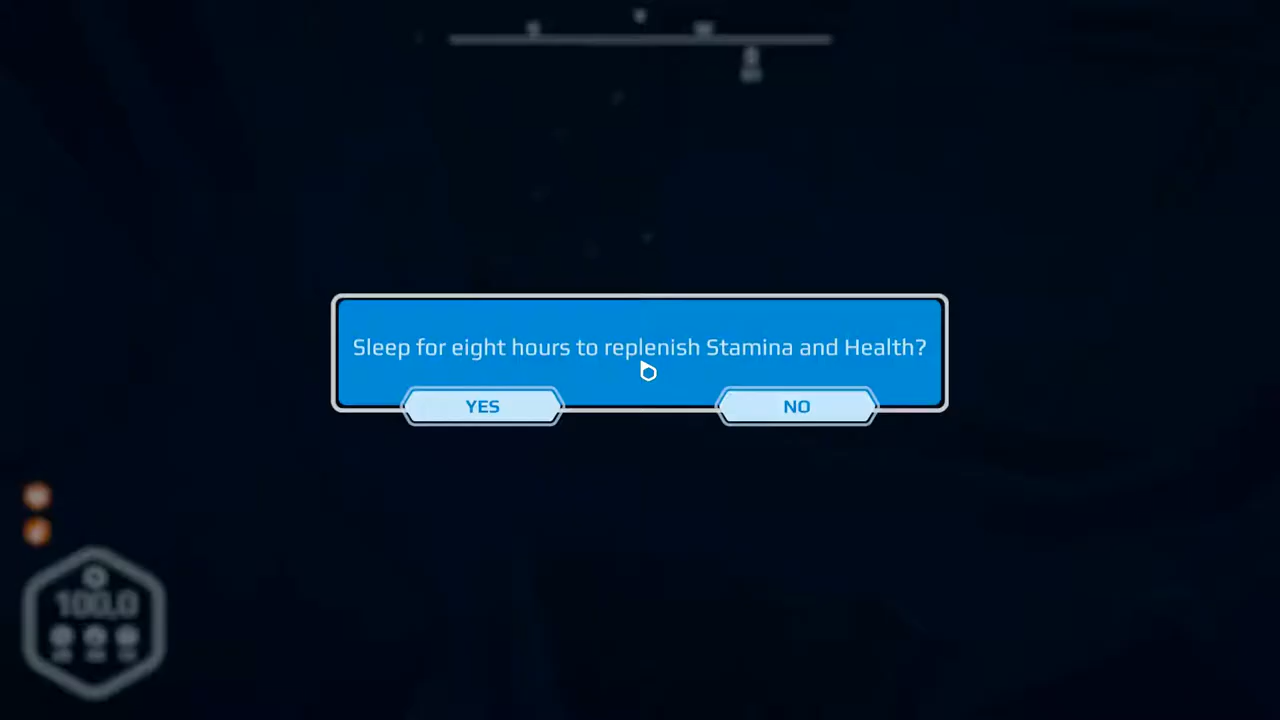 Sleep for eight hours to replenish Stamina and Health?
YES
NO
100,0